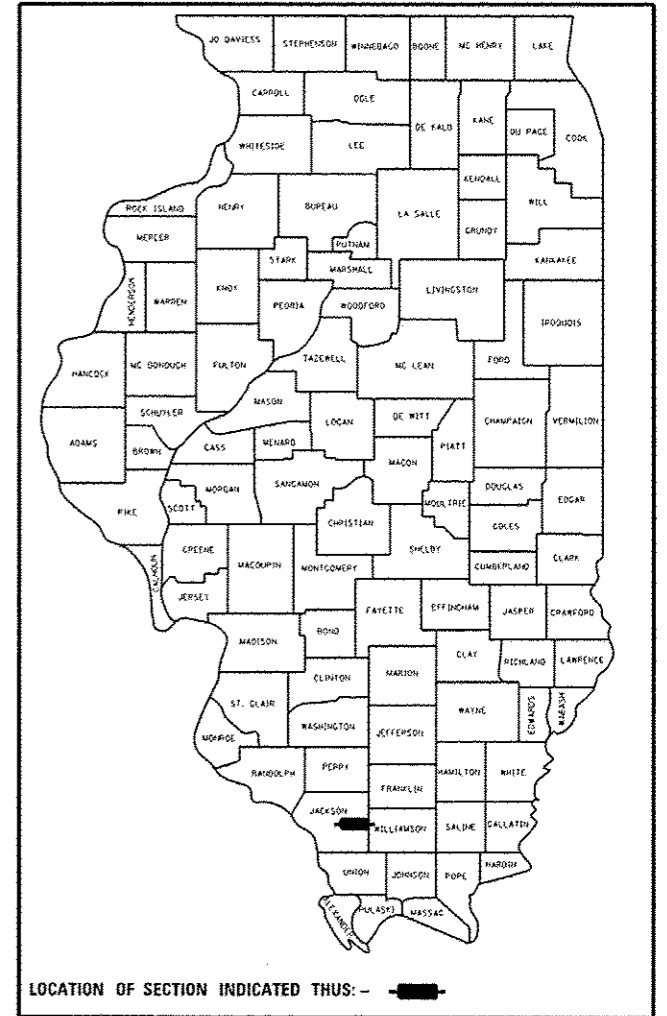 JO DAVIESS STEPHENSON WINNEBAGO BOONE MC HENRY LAKE
CARROLL OGLE DE KALB KANE DU PAGE COOK
WHITESIDE LEE KENDALL WILL
ROCK ISLAND HENRY BUREAU LA SALLE GRUNDY
MERCER PUTNAM KANKAKEE
STARK MARSHALL
HENDERSON WARREN KNOX PEORIA WOODFORD LIVINGSTON IROQUOIS
HANCOCK MC DONOUGH FULTON TAZEWELL MC LEAN FORD
SCHUYLER MASON LOGAN DE WITT CHAMPAIGN VERMILION
ADAMS BROWN CASS MENARD PIATT
MACON
PIKE SCOTT MORGAN SANGAMON MOULTRIE DOUGLAS EDGAR
CHRISTIAN COLES
CALHOUN GREENE MACOUPIN MONTGOMERY SHELBY CUMBERLAND CLARK
JERSEY FAYETTE EFFINGHAM JASPER CRAWFORD
MADISON BOND CLAY RICHLAND LAWRENCE
CLINTON MARION
ST. CLAIR WAYNE EDWARDS WABASH
MONROE WASHINGTON JEFFERSON
RANDOLPH PERRY HAMILTON WHITE
FRANKLIN
JACKSON WILLIAMSON SALINE GALLATIN
UNION JOHNSON POPE HARDIN
ALEXANDER PULASKI MASSAC
LOCATION OF SECTION INDICATED THUS: -